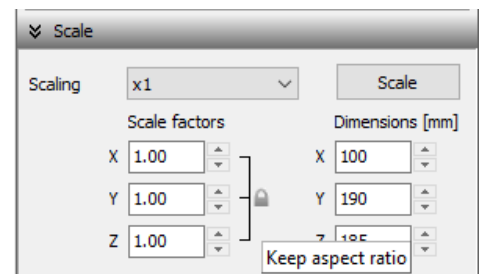 Scale
Scaling x1 Scale
Scale factors Dimensions [mm]
X 1.00 X 100
Y 1.00 Y 190
Z 1.00 Z 185
Keep aspect ratio